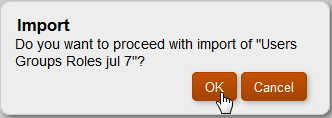 Import
Do you want to proceed with import of "Users
Groups Roles jul 7"?
OK Cancel